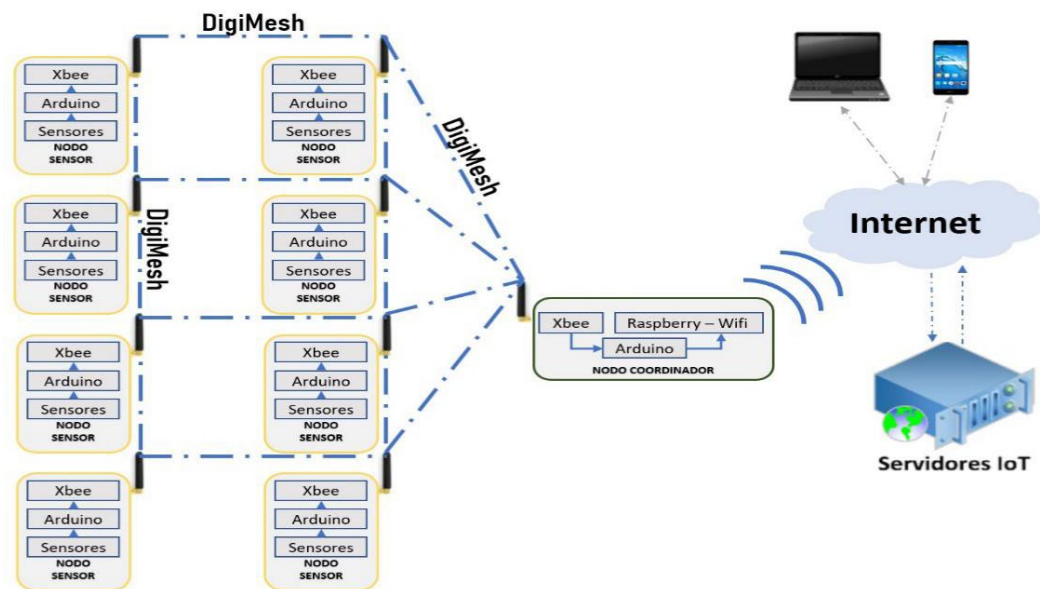 DigiMesh
Xbee
Arduino
Sensores
NODO
SENSOR
Xbee
Arduino
Sensores
NODO
SENSOR
DigiMesh
Xbee
Arduino
Sensores
NODO
SENSOR
DigiMesh
Xbee
Arduino
Sensores
NODO
SENSOR
Xbee
Arduino
Sensores
NODO
SENSOR
Xbee
Arduino
Sensores
NODO
SENSOR
Xbee
Arduino
Sensores
NODO
SENSOR
Xbee
Arduino
Sensores
NODO
SENSOR
Xbee
Raspberry – Wifi
Arduino
NODO COORDINADOR
Internet
Servidores IoT